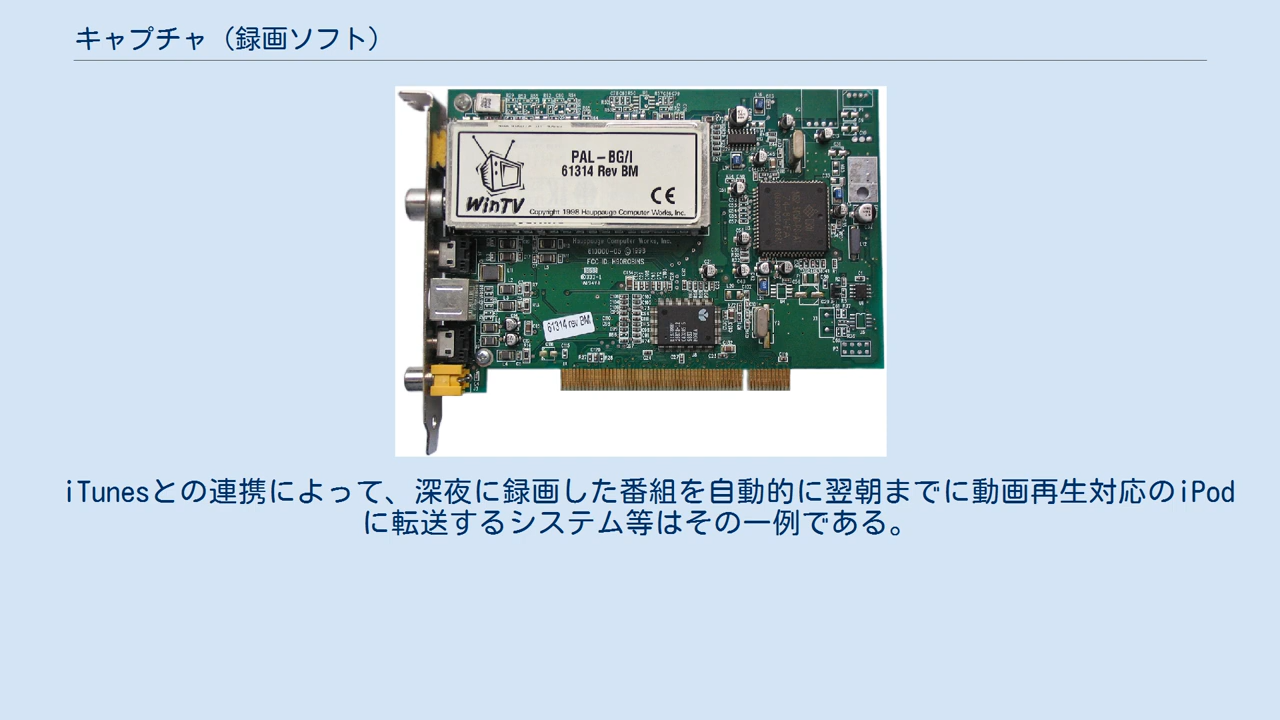 キャプチャ（録画ソフト）
PAL-BG/I
61314 Rev BM
WinTV
CE
Copyright 1998 Hauppauge Computer Works, Inc.
Hauppauge Computer Works, Inc.
61314 rev BM
iTunesとの連携によって、深夜に録画した番組を自動的に翌朝までに動画再生対応のiPod
に転送するシステム等はその一例である。